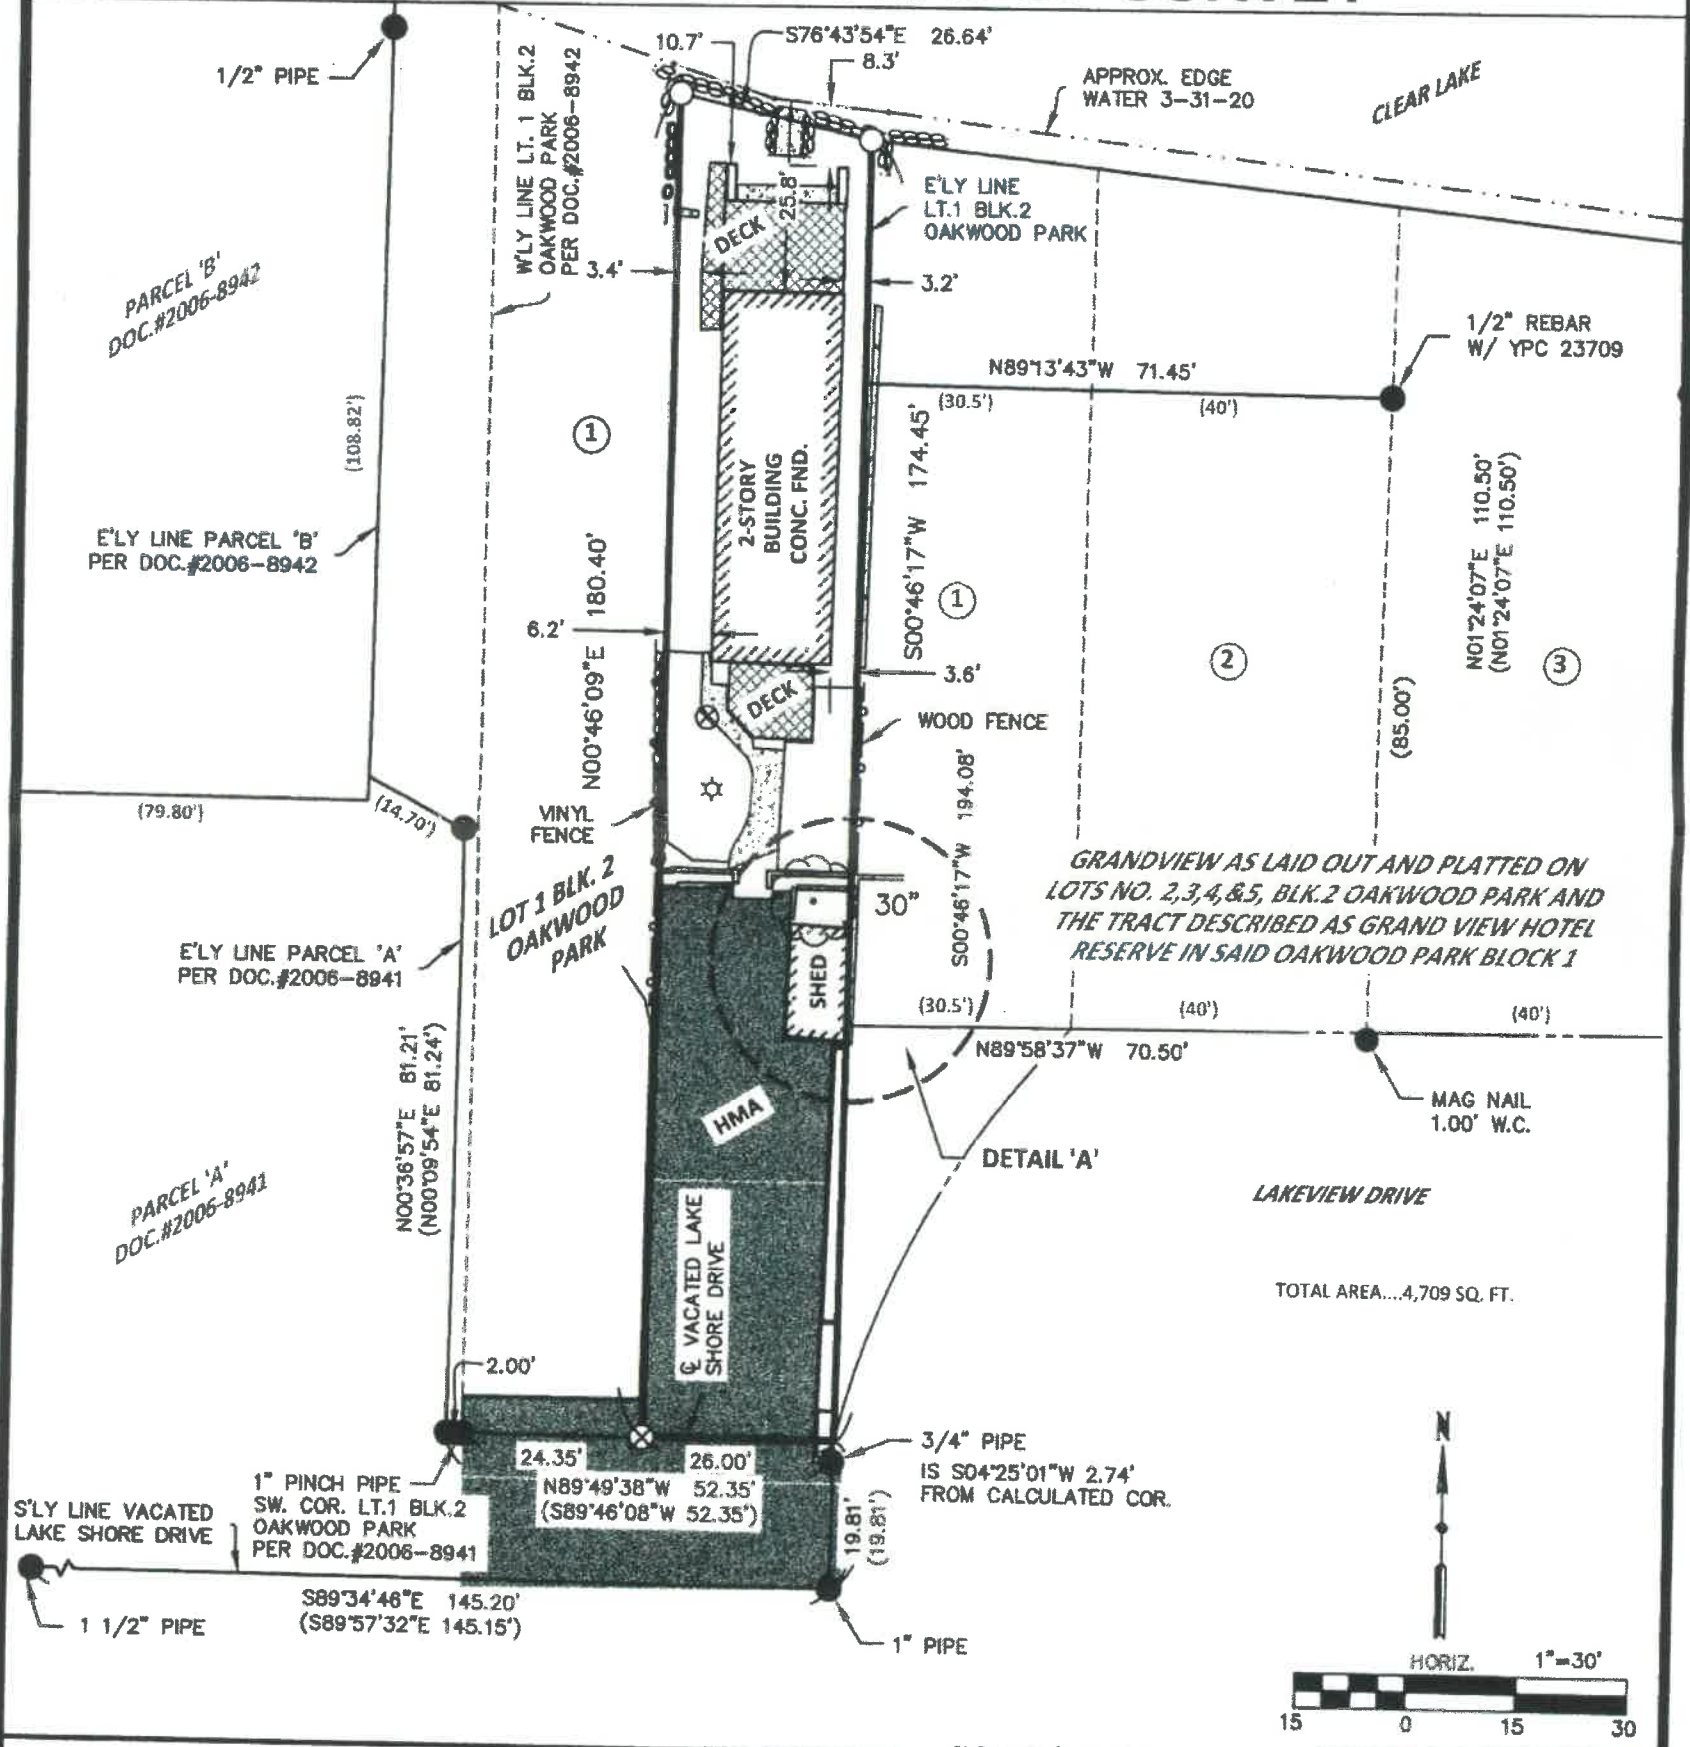 1/2" PIPE
W'LY LINE LT. 1 BLK.2
OAKWOOD PARK
PER DOC.#2006-8942
10.7'
S76°43'54"E 26.64'
8.3'
APPROX. EDGE
WATER 3-31-20
CLEAR LAKE
PARCEL 'B'
DOC.#2006-8942
E'LY LINE
LT.1 BLK.2
OAKWOOD PARK
DECK
25.8'
3.4'
3.2'
1/2" REBAR
W/ YPC 23709
N89°13'43"W 71.45'
(30.5')
(40')
(108.82')
1
E'LY LINE PARCEL 'B'
PER DOC.#2006-8942
2-STORY
BUILDING
CONC. FND.
S00°46'17"W 174.45'
1
2
3
N01°24'07"E 110.50'
(N01°24'07"E 110.50')
N00°46'09"E 180.40'
6.2'
3.6'
DECK
WOOD FENCE
(85.00')
(79.80')
(14.70')
VINYL
FENCE
S00°46'17"W 194.08'
LOT 1 BLK. 2
OAKWOOD
PARK
30"
GRANDVIEW AS LAID OUT AND PLATTED ON
LOTS NO. 2,3,4,&5, BLK.2 OAKWOOD PARK AND
THE TRACT DESCRIBED AS GRAND VIEW HOTEL
RESERVE IN SAID OAKWOOD PARK BLOCK 1
E'LY LINE PARCEL 'A'
PER DOC.#2006-8941
SHED
(30.5')
(40')
(40')
N89°58'37"W 70.50'
N00°36'57"E 81.21'
(N00°09'54"E 81.24')
HMA
MAG NAIL
1.00' W.C.
DETAIL 'A'
PARCEL 'A'
DOC.#2006-8941
LAKEVIEW DRIVE
℄ VACATED LAKE
SHORE DRIVE
TOTAL AREA....4,709 SQ. FT.
2.00'
24.35'
26.00'
N89°49'38"W 52.35'
(S89°46'08"W 52.35')
3/4" PIPE
IS S04°25'01"W 2.74'
FROM CALCULATED COR.
N
1" PINCH PIPE
SW. COR. LT.1 BLK.2
OAKWOOD PARK
PER DOC.#2006-8941
S'LY LINE VACATED
LAKE SHORE DRIVE
19.81'
(19.81')
S89°34'46"E 145.20'
(S89°57'32"E 145.15')
1 1/2" PIPE
1" PIPE
HORIZ. 1"=30'
15 0 15 30